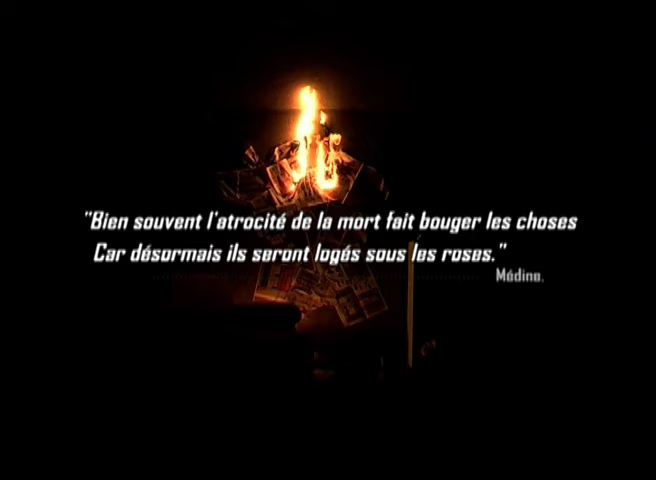 "Bien souvent l'atrocité de la mort fait bouger les choses
Car désormais ils seront logés sous les roses."
Médine.